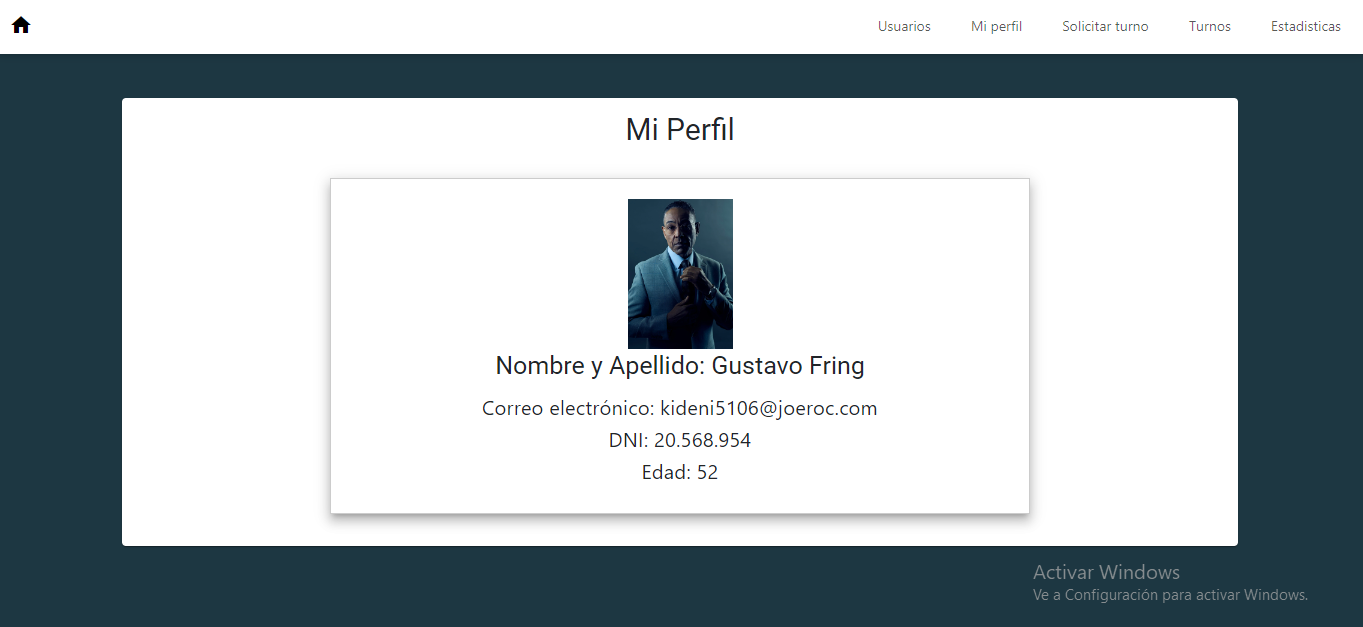 Usuarios
Mi perfil
Solicitar turno
Turnos
Estadisticas
Mi Perfil
Nombre y Apellido: Gustavo Fring
Correo electrónico: kideni5106@joeroc.com
DNI: 20.568.954
Edad: 52
Activar Windows
Ve a Configuración para activar Windows.